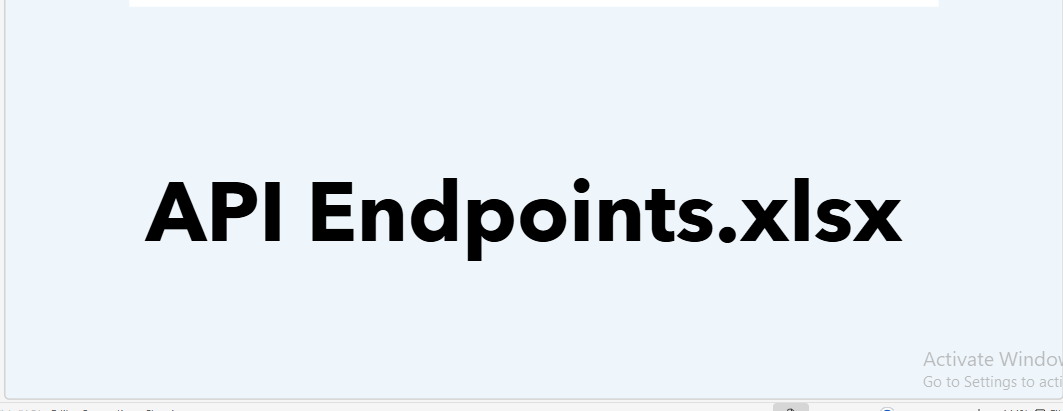 API Endpoints.xlsx
Activate Window
Go to Settings to acti